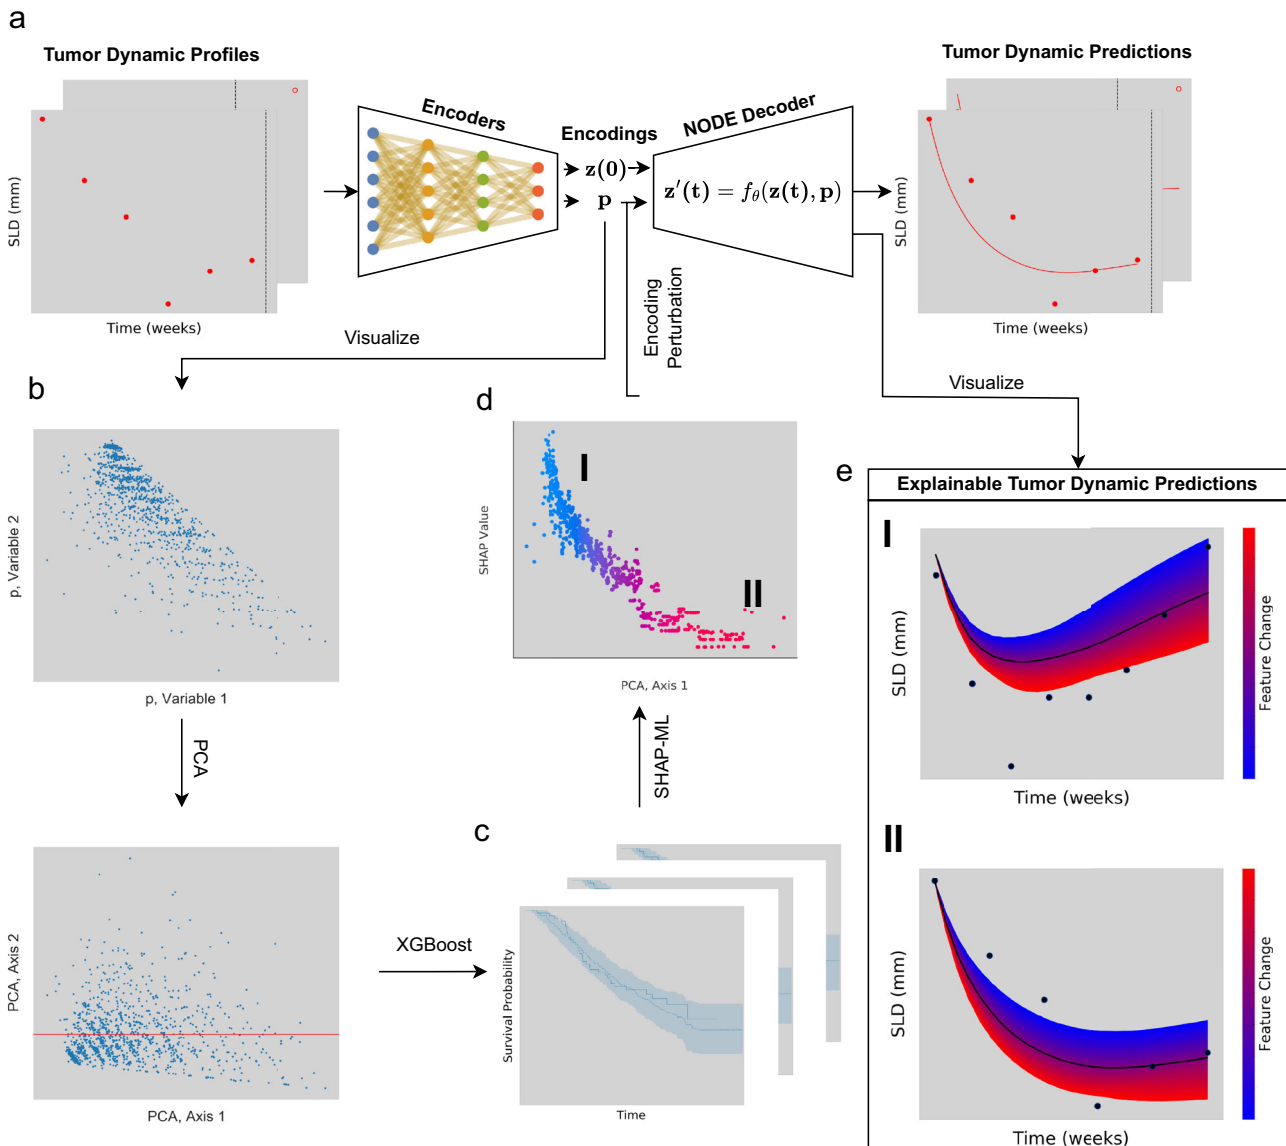 a
Tumor Dynamic Profiles
SLD (mm)
Time (weeks)
Encoders
Encodings
z(0)
p
NODE Decoder
z′(t) = fθ(z(t), p)
Tumor Dynamic Predictions
SLD (mm)
Time (weeks)
Visualize
Encoding
Perturbation
Visualize
b
p, Variable 2
p, Variable 1
PCA
PCA, Axis 2
PCA, Axis 1
XGBoost
c
Survival Probability
Time
SHAP-ML
d
SHAP Value
I
II
PCA, Axis 1
e
Explainable Tumor Dynamic Predictions
I
SLD (mm)
Time (weeks)
Feature Change
II
SLD (mm)
Time (weeks)
Feature Change